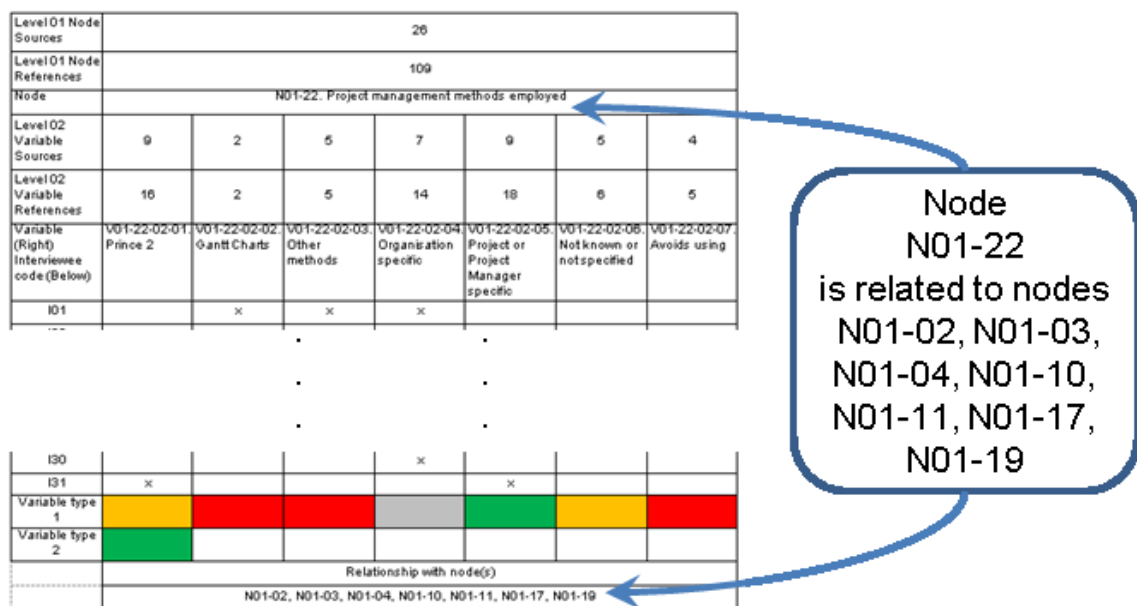 Level 01 Node
Sources
26
Level 01 Node
References
109
Node
N01-22. Project management methods employed
Level 02
Variable
Sources
9
2
5
7
9
5
4
Level 02
Variable
References
16
2
5
14
18
6
5
Variable
(Right)
Interviewee
code (Below)
V01-22-02-01.
Prince 2
V01-22-02-02.
Gantt Charts
V01-22-02-03.
Other
methods
V01-22-02-04.
Organisation
specific
V01-22-02-05.
Project or
Project
Manager
specific
V01-22-02-06.
Not known or
not specified
V01-22-02-07.
Avoids using
I01
x
x
x
I30
x
I31
x
x
Variable type
1
Variable type
2
Relationship with node(s)
N01-02, N01-03, N01-04, N01-10, N01-11, N01-17, N01-19
Node
N01-22
is related to nodes
N01-02, N01-03,
N01-04, N01-10,
N01-11, N01-17,
N01-19